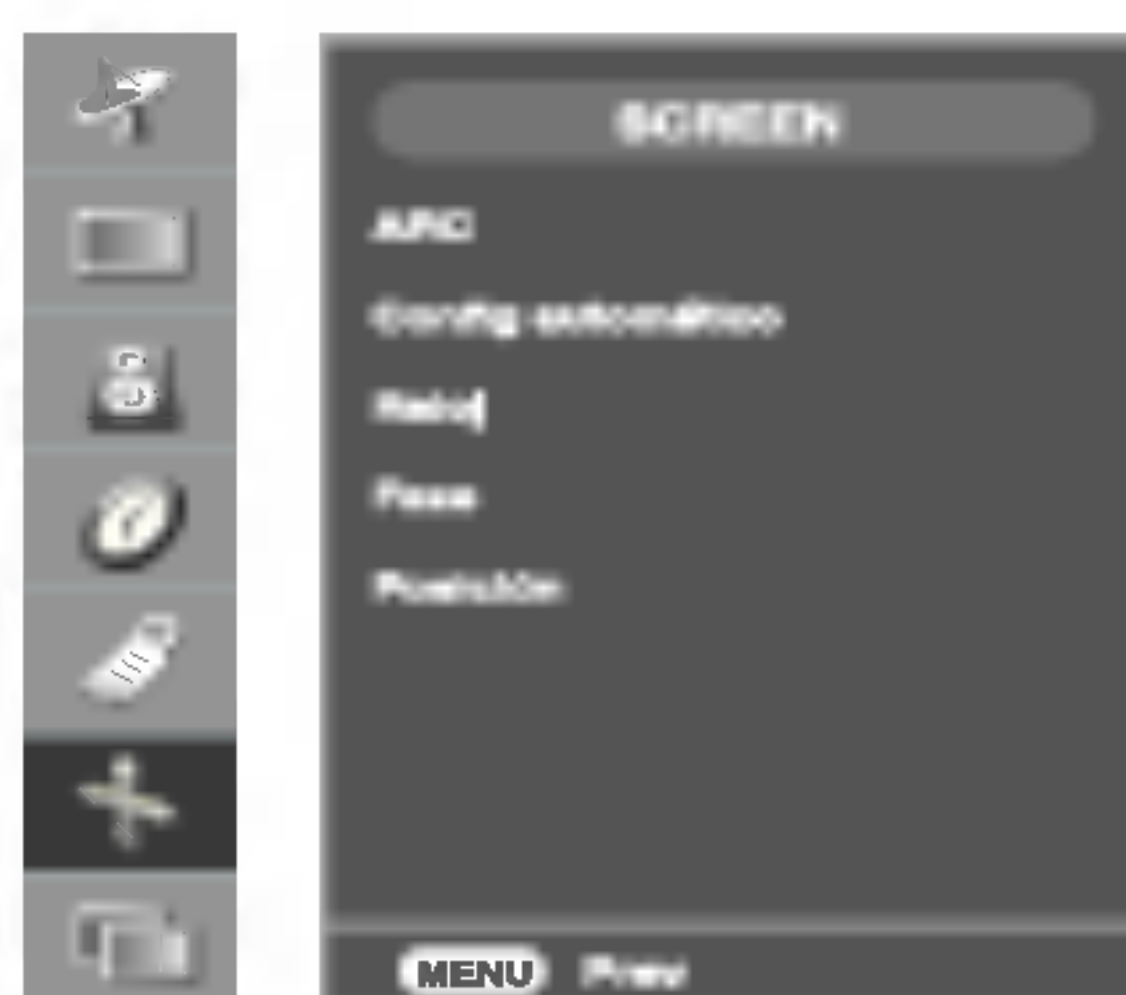 SCREEN
ARC
Config automático
Reloj
Fase
Posición
MENU Prev